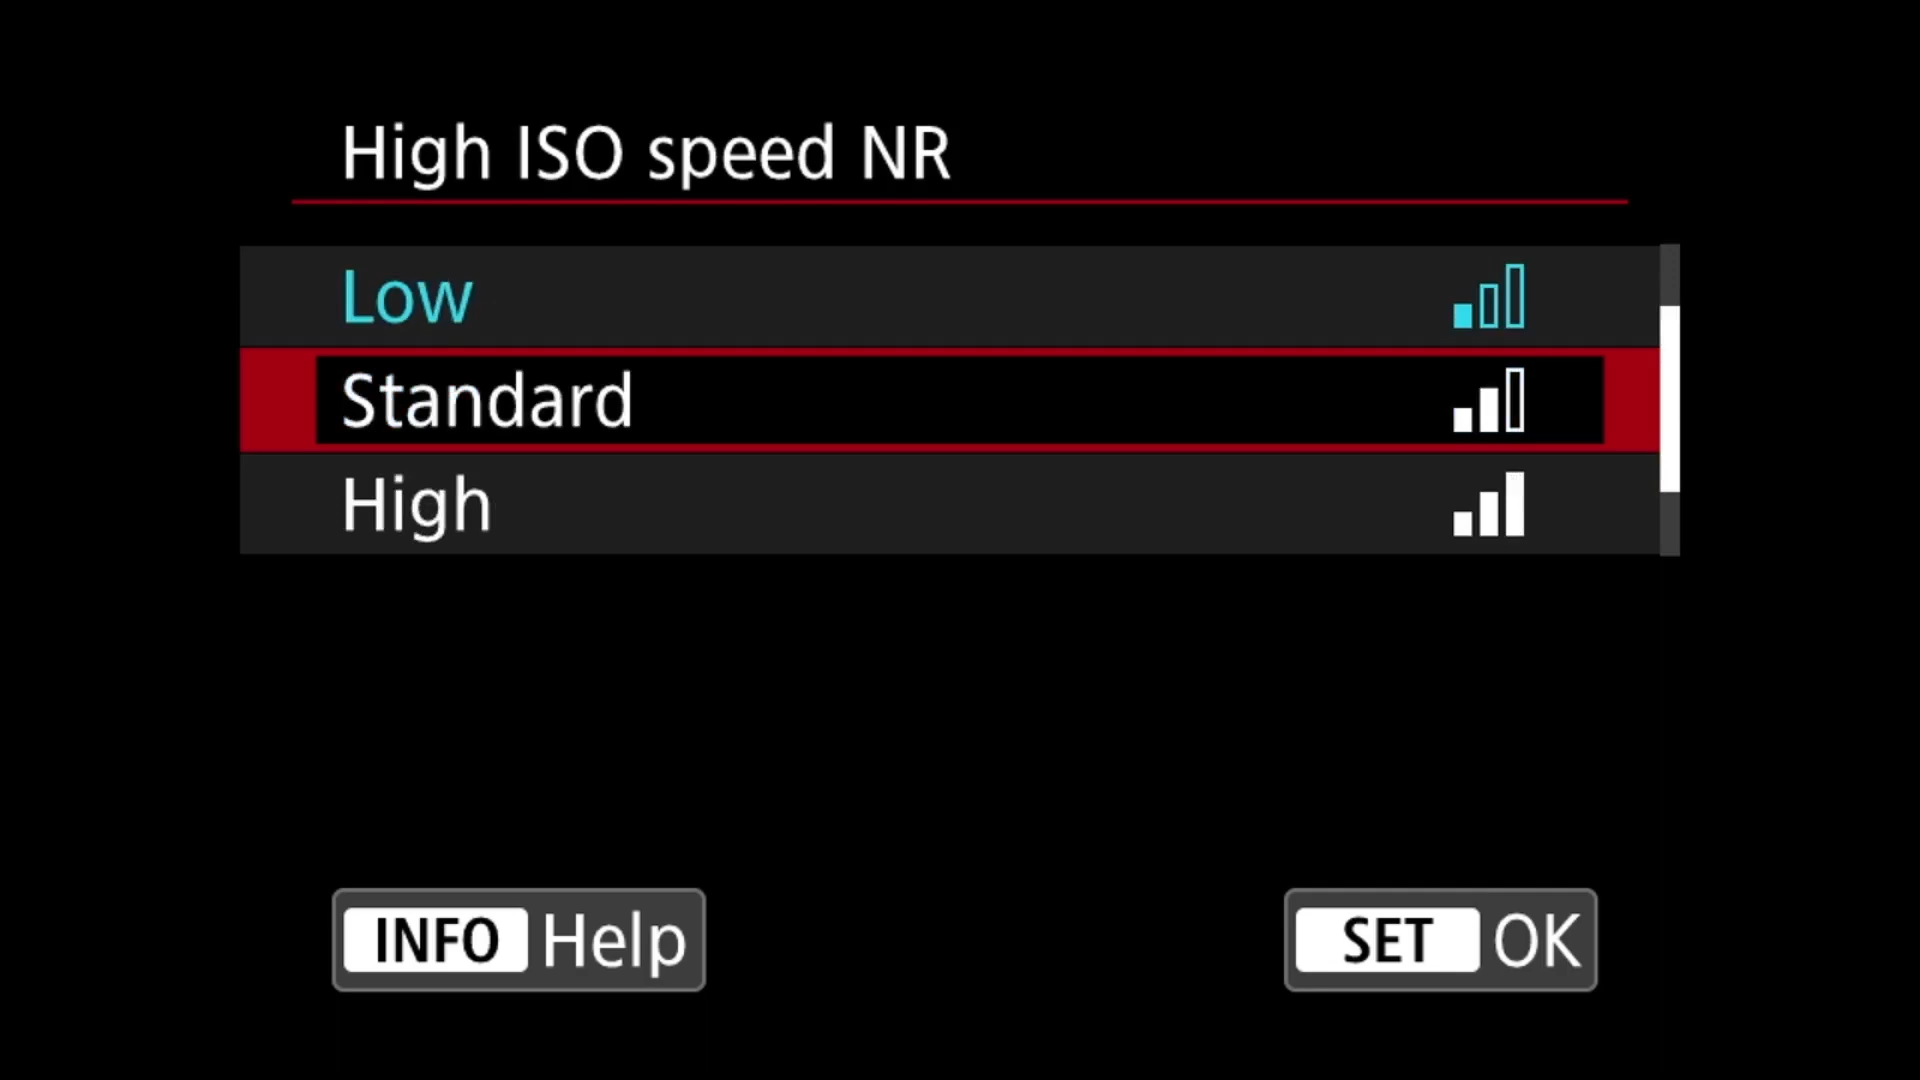 High ISO speed NR
Low
Standard
High
INFO Help
SET OK